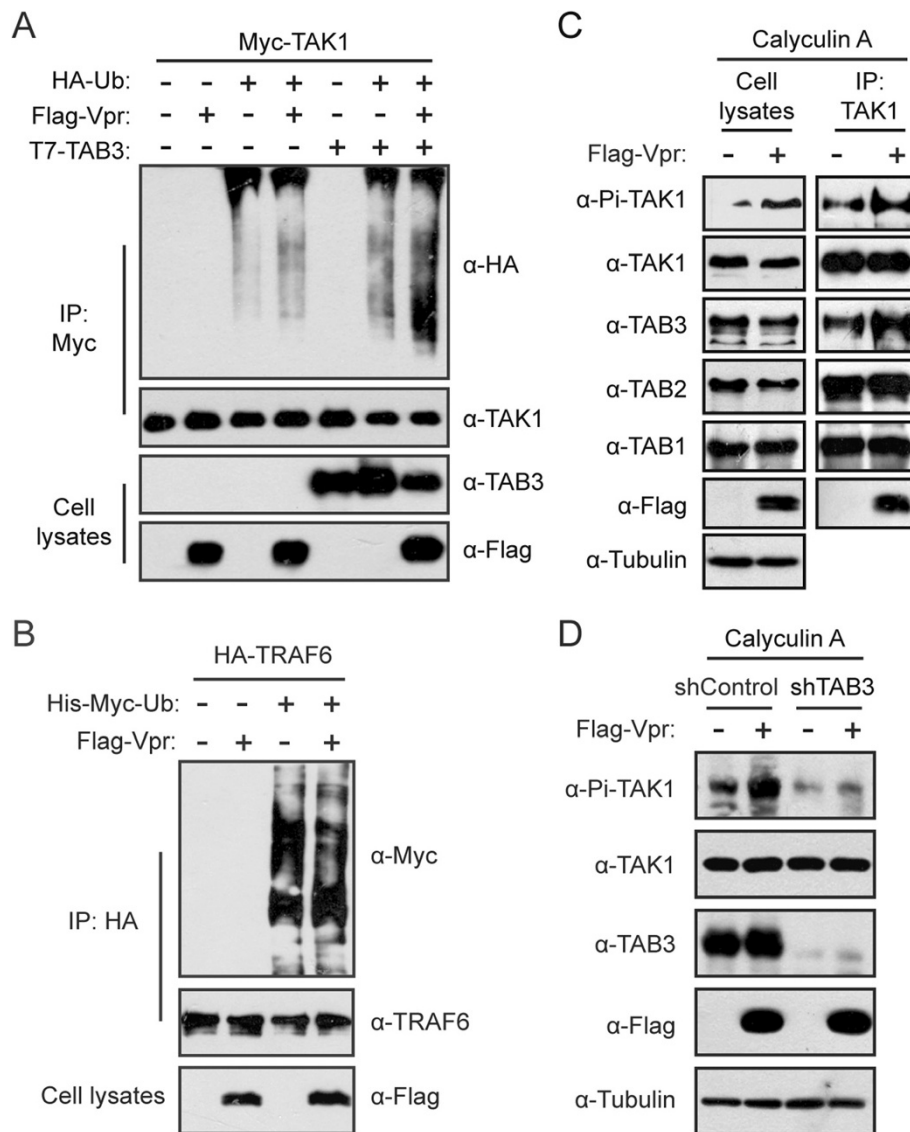 A
Myc-TAK1
HA-Ub: - - + + - + +
Flag-Vpr: - + - + - - +
T7-TAB3: - - - - + + +
IP: Myc
α-HA
α-TAK1
Cell lysates
α-TAB3
α-Flag
B
HA-TRAF6
His-Myc-Ub: - - + +
Flag-Vpr: - + - +
IP: HA
α-Myc
α-TRAF6
Cell lysates
α-Flag
C
Calyculin A
Cell lysates
IP: TAK1
Flag-Vpr: - + - +
α-Pi-TAK1
α-TAK1
α-TAB3
α-TAB2
α-TAB1
α-Flag
α-Tubulin
D
Calyculin A
shControl shTAB3
Flag-Vpr: - + - +
α-Pi-TAK1
α-TAK1
α-TAB3
α-Flag
α-Tubulin